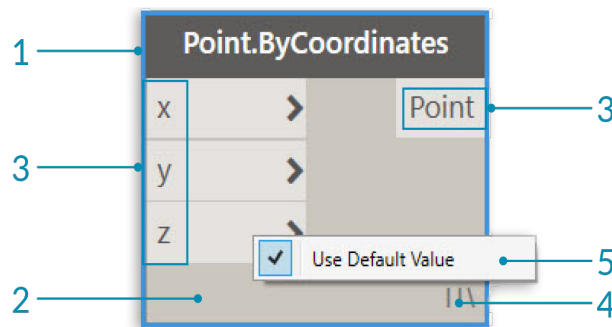 Point.ByCoordinates
1
x
Point
3
3
y
z
Use Default Value
5
2
4